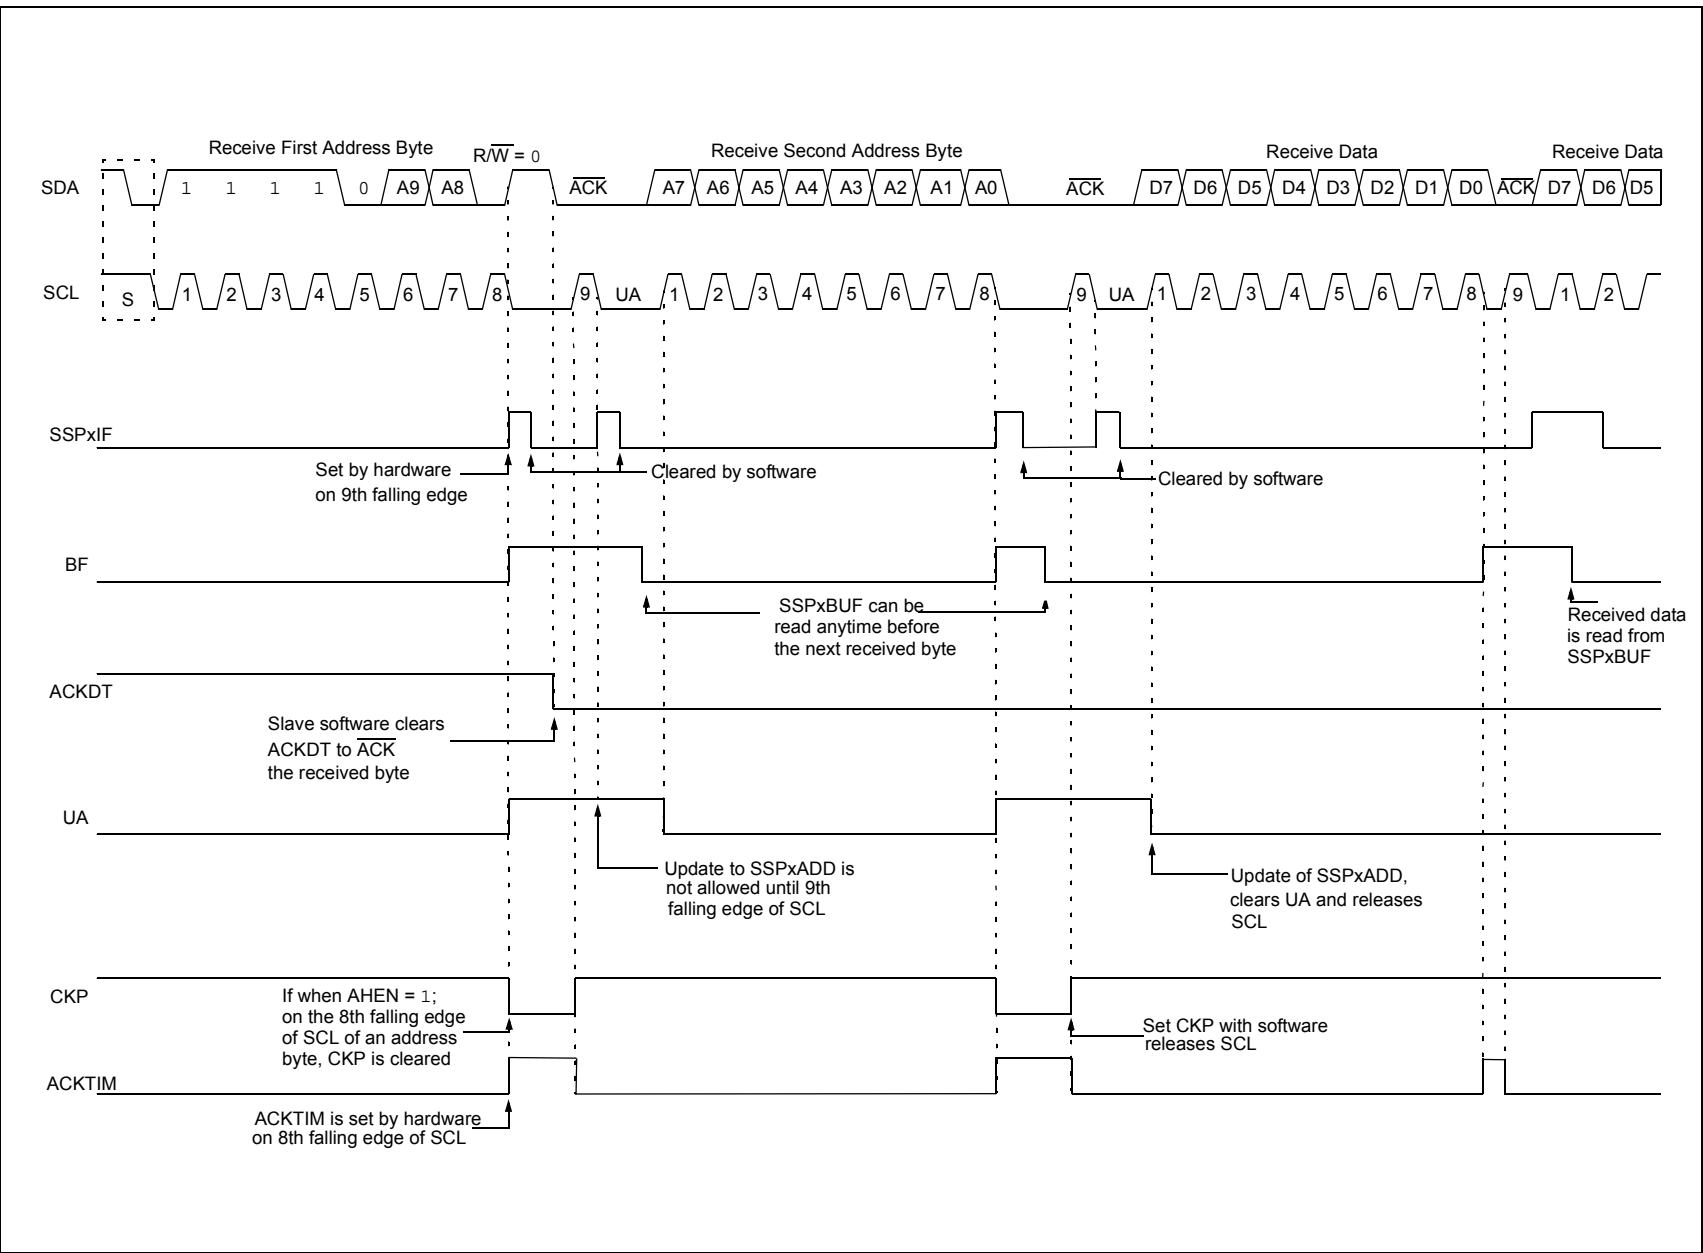 Receive First Address Byte
R/W = 0
Receive Second Address Byte
Receive Data
Receive Data
SDA
1 1 1 1 0 A9 A8 ACK A7 A6 A5 A4 A3 A2 A1 A0 ACK D7 D6 D5 D4 D3 D2 D1 D0 ACK D7 D6 D5
SCL
S 1 2 3 4 5 6 7 8 9 UA 1 2 3 4 5 6 7 8 9 UA 1 2 3 4 5 6 7 8 9 1 2
SSPxIF
Set by hardware
on 9th falling edge
Cleared by software
Cleared by software
BF
SSPxBUF can be
read anytime before
the next received byte
Received data
is read from
SSPxBUF
ACKDT
Slave software clears
ACKDT to ACK
the received byte
UA
Update to SSPxADD is
not allowed until 9th
falling edge of SCL
Update of SSPxADD,
clears UA and releases
SCL
CKP
If when AHEN = 1;
on the 8th falling edge
of SCL of an address
byte, CKP is cleared
Set CKP with software
releases SCL
ACKTIM
ACKTIM is set by hardware
on 8th falling edge of SCL